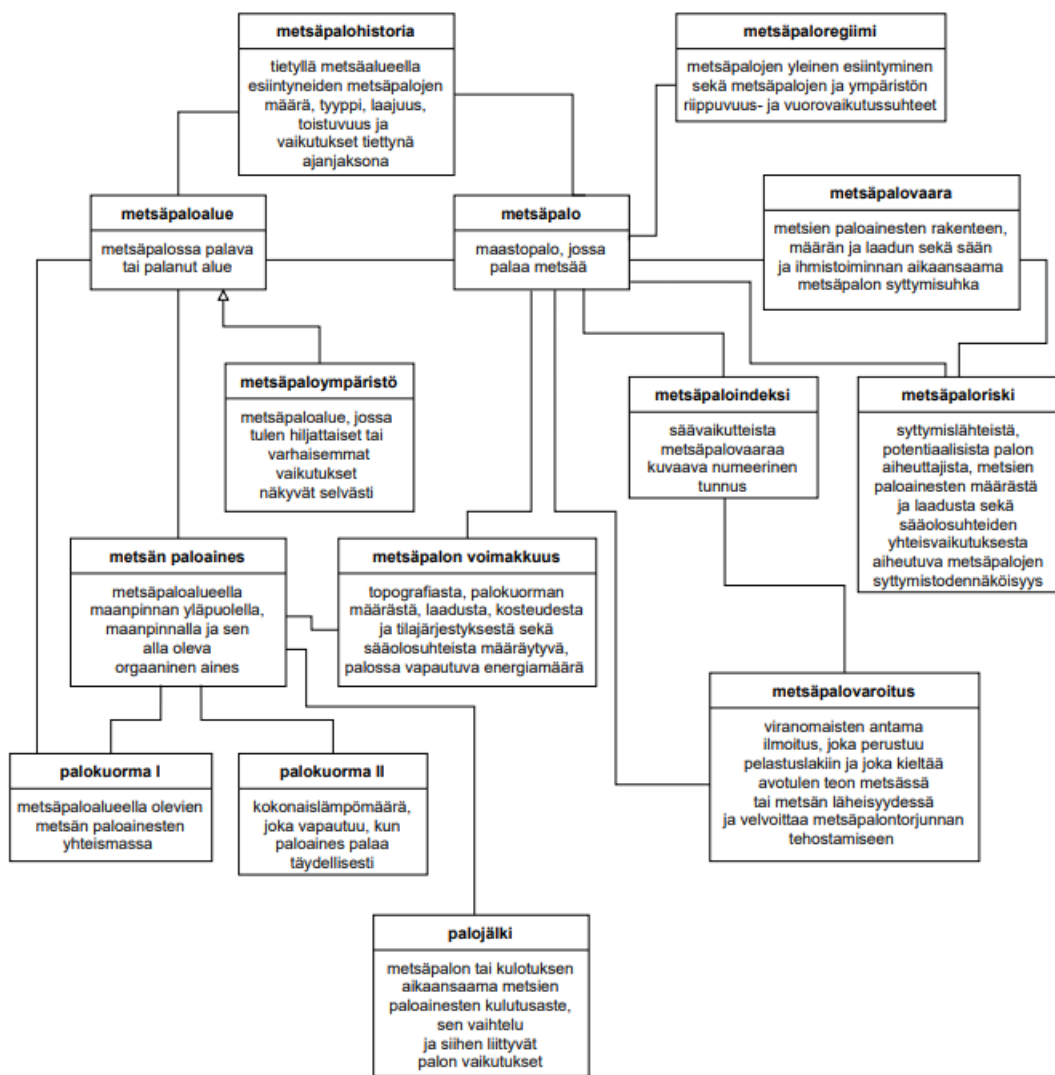 metsäpalohistoria
tietyllä metsäalueella
esiintyneiden metsäpalojen
määrä, tyyppi, laajuus,
toistuvuus ja
vaikutukset tiettynä
ajanjaksona
metsäpaloregiimi
metsäpalojen yleinen esiintyminen
sekä metsäpalojen ja ympäristön
riippuvuus- ja vuorovaikutussuhteet
metsäpaloalue
metsäpalossa palava
tai palanut alue
metsäpalo
maastopalo, jossa
palaa metsää
metsäpalovaara
metsien paloainesten rakenteen,
määrän ja laadun sekä sään
ja ihmistoiminnan aikaansaama
metsäpalon syttymisuhka
metsäpaloympäristö
metsäpaloalue, jossa
tulen hiljattaiset tai
varhaisemmat
vaikutukset
näkyvät selvästi
metsäpaloindeksi
säävaikutteista
metsäpalovaaraa
kuvaava numeerinen
tunnus
metsäpaloriski
syttymislähteistä,
potentiaalisista palon
aiheuttajista, metsien
paloainesten määrästä
ja laadusta sekä
sääolosuhteiden
yhteisvaikutuksesta
aiheutuva metsäpalojen
syttymistodennäköisyys
metsän paloaines
metsäpaloalueella
maanpinnan yläpuolella,
maanpinnalla ja sen
alla oleva
orgaaninen aines
metsäpalon voimakkuus
topografiasta, palokuorman
määrästä, laadusta, kosteudesta
ja tilajärjestyksestä sekä
sääolosuhteista määräytyvä,
palossa vapautuva energiamäärä
metsäpalovaroitus
viranomaisten antama
ilmoitus, joka perustuu
pelastuslakiin ja joka kieltää
avotulen teon metsässä
tai metsän läheisyydessä
ja velvoittaa metsäpalontorjunnan
tehostamiseen
palokuorma I
metsäpaloalueella olevien
metsän paloainesten
yhteismassa
palokuorma II
kokonaislämpömäärä,
joka vapautuu, kun
paloaines palaa
täydellisesti
palojälki
metsäpalon tai kulotuksen
aikaansaama metsien
paloainesten kulutusaste,
sen vaihtelu
ja siihen liittyvät
palon vaikutukset